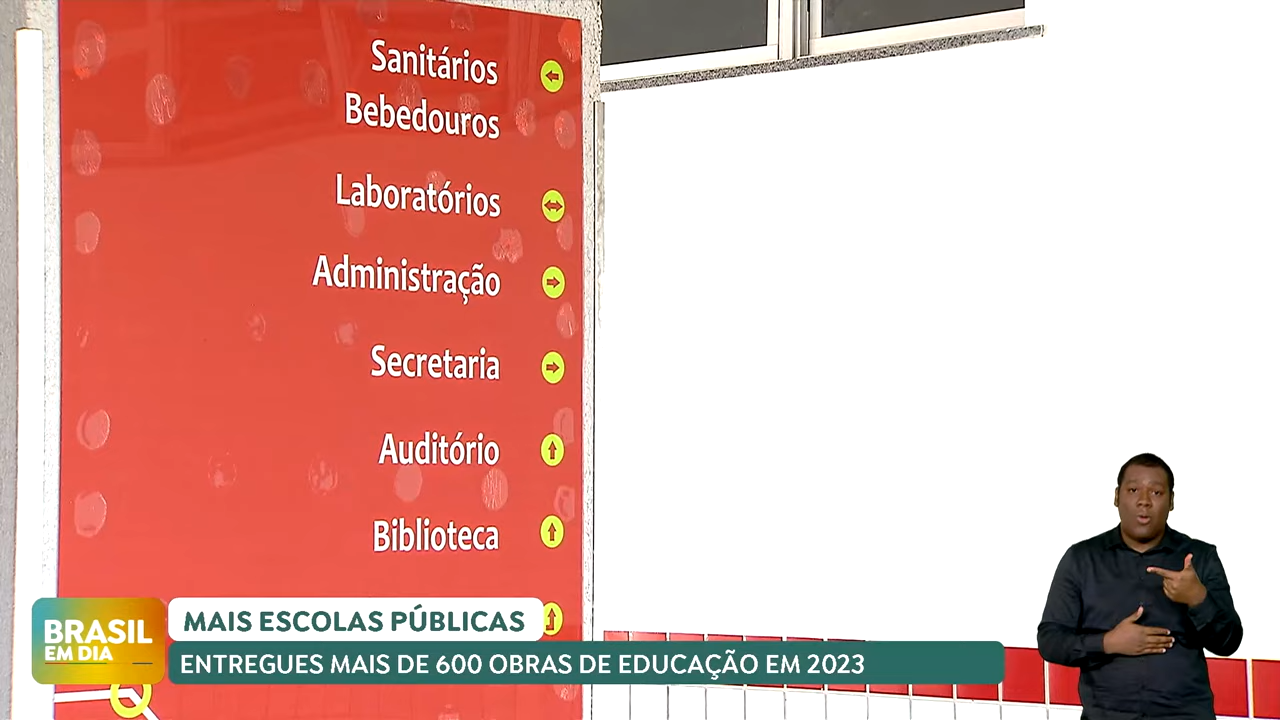 Sanitários
Bebedouros
Laboratórios
Administração
Secretaria
Auditório
Biblioteca
BRASIL
EM DIA
MAIS ESCOLAS PÚBLICAS
ENTREGUES MAIS DE 600 OBRAS DE EDUCAÇÃO EM 2023